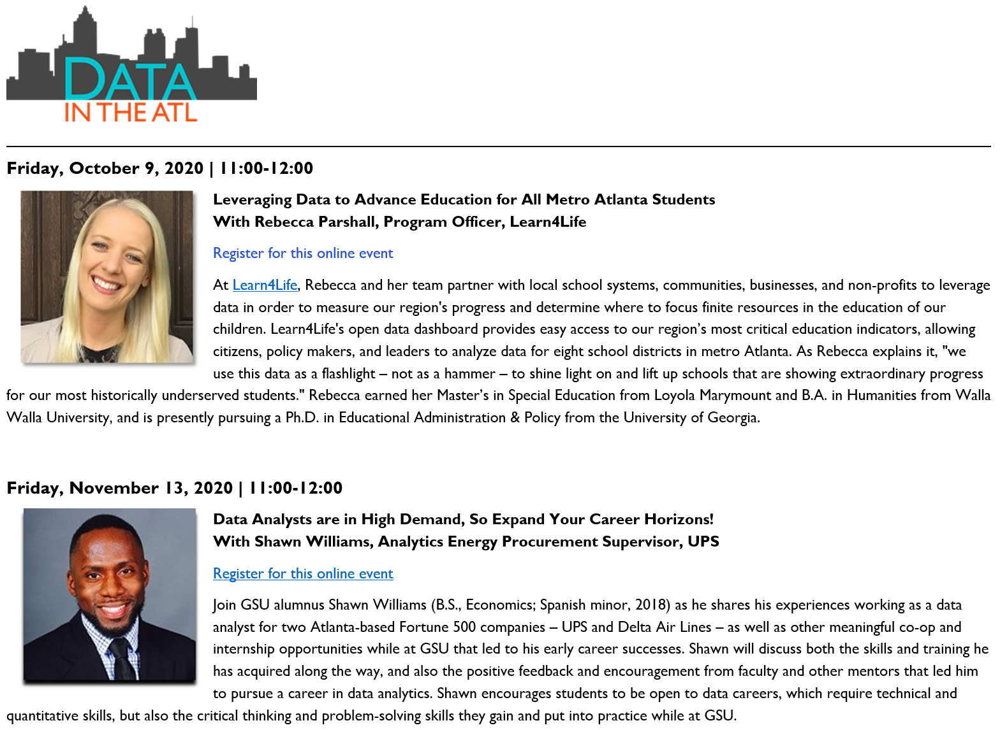 DATA
IN THE ATL
Friday, October 9, 2020 | 11:00-12:00
Leveraging Data to Advance Education for All Metro Atlanta Students
With Rebecca Parshall, Program Officer, Learn4Life
Register for this online event
At Learn4Life, Rebecca and her team partner with local school systems, communities, businesses, and non-profits to leverage
data in order to measure our region's progress and determine where to focus finite resources in the education of our
children. Learn4Life's open data dashboard provides easy access to our region’s most critical education indicators, allowing
citizens, policy makers, and leaders to analyze data for eight school districts in metro Atlanta. As Rebecca explains it, "we
use this data as a flashlight – not as a hammer – to shine light on and lift up schools that are showing extraordinary progress
for our most historically underserved students." Rebecca earned her Master’s in Special Education from Loyola Marymount and B.A. in Humanities from Walla
Walla University, and is presently pursuing a Ph.D. in Educational Administration & Policy from the University of Georgia.
Friday, November 13, 2020 | 11:00-12:00
Data Analysts are in High Demand, So Expand Your Career Horizons!
With Shawn Williams, Analytics Energy Procurement Supervisor, UPS
Register for this online event
Join GSU alumnus Shawn Williams (B.S., Economics; Spanish minor, 2018) as he shares his experiences working as a data
analyst for two Atlanta-based Fortune 500 companies – UPS and Delta Air Lines – as well as other meaningful co-op and
internship opportunities while at GSU that led to his early career successes. Shawn will discuss both the skills and training he
has acquired along the way, and also the positive feedback and encouragement from faculty and other mentors that led him
to pursue a career in data analytics. Shawn encourages students to be open to data careers, which require technical and
quantitative skills, but also the critical thinking and problem-solving skills they gain and put into practice while at GSU.